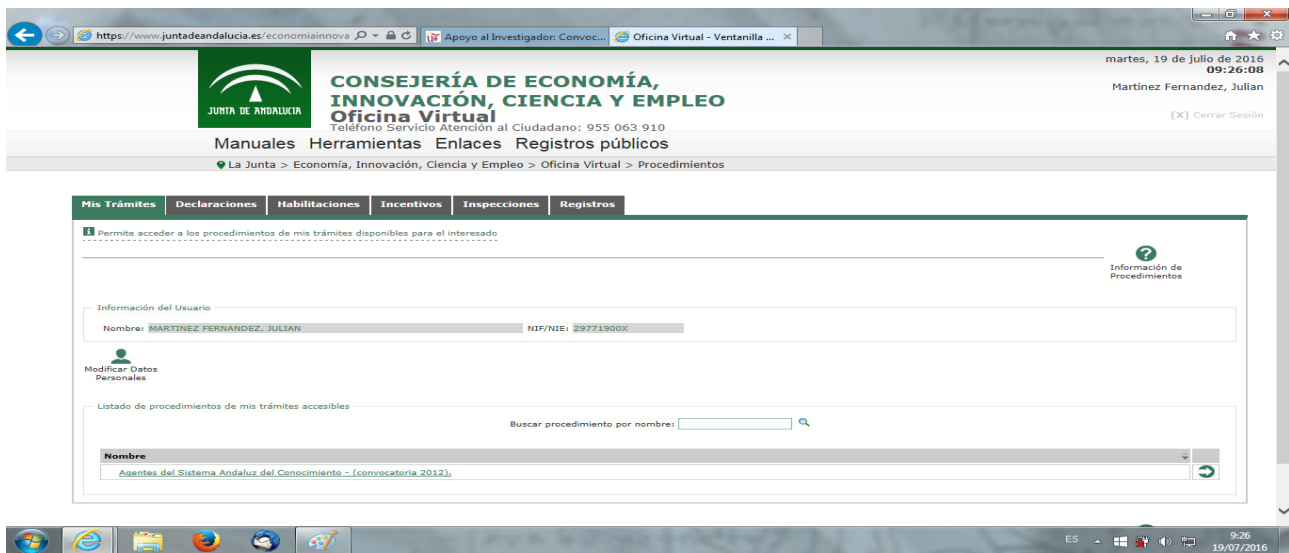 https://www.juntadeandalucia.es/economiainnova
Apoyo al Investigador: Convoc...
Oficina Virtual - Ventanilla ...
martes, 19 de julio de 2016
09:26:08
Martinez Fernandez, Julian
[X] Cerrar Sesión
JUNTA DE ANDALUCIA
CONSEJERÍA DE ECONOMÍA,
INNOVACIÓN, CIENCIA Y EMPLEO
Oficina Virtual
Teléfono Servicio Atención al Ciudadano: 955 063 910
Manuales Herramientas Enlaces Registros públicos
La Junta > Economía, Innovación, Ciencia y Empleo > Oficina Virtual > Procedimientos
Mis Trámites Declaraciones Habilitaciones Incentivos Inspecciones Registros
Permite acceder a los procedimientos de mis trámites disponibles para el interesado
Información de
Procedimientos
Información del Usuario
Nombre: MARTINEZ FERNANDEZ, JULIAN NIF/NIE: 29771900X
Modificar Datos
Personales
Listado de procedimientos de mis trámites accesibles
Buscar procedimiento por nombre:
Nombre
Agentes del Sistema Andaluz del Conocimiento - (convocatoria 2012).
ES
9:26
19/07/2016